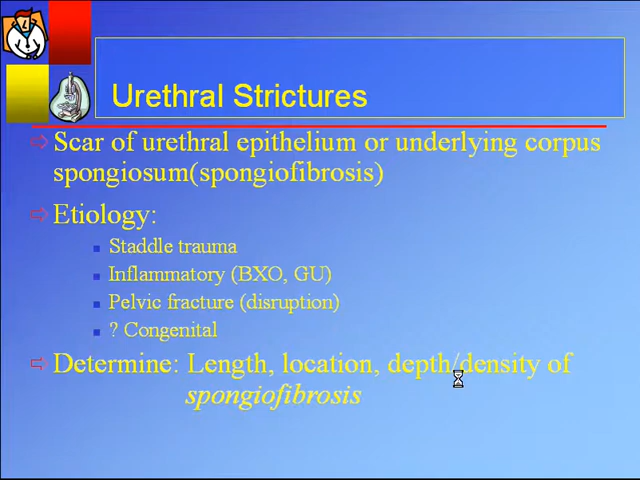 Urethral Strictures
Scar of urethral epithelium or underlying corpus
spongiosum(spongiofibrosis)
Etiology:
Staddle trauma
Inflammatory (BXO, GU)
Pelvic fracture (disruption)
? Congenital
Determine: Length, location, depth/density of
spongiofibrosis